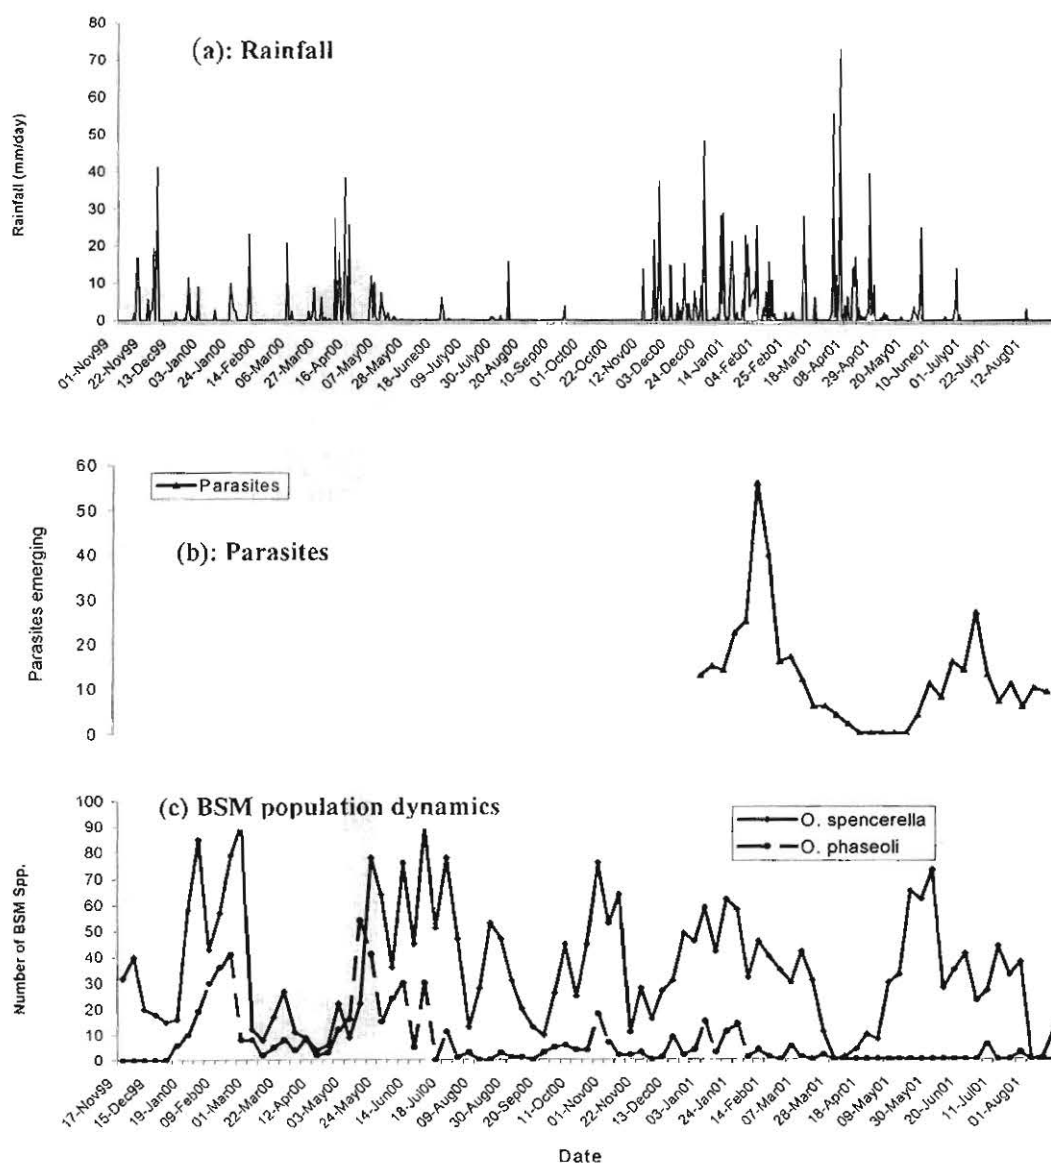 (a): Rainfall
Rainfall (mm/day)
80
70
60
50
40
30
20
10
0
01-Nov99
22-Nov99
13-Dec99
03-Jan00
24-Jan00
14-Feb00
06-Mar00
27-Mar00
16-Apr00
07-May00
28-May00
18-June00
09-July00
30-July00
20-Aug00
10-Sep00
01-Oct00
22-Oct00
12-Nov00
03-Dec00
24-Dec00
14-Jan01
04-Feb01
25-Feb01
18-Mar01
08-Apr01
29-Apr01
20-May01
10-June01
01-July01
22-July01
12-Aug01
Parasites
(b): Parasites
Parasites emerging
60
50
40
30
20
10
0
(c) BSM population dynamics
O. spencerella
O. phaseoli
Number of BSM Spp.
100
90
80
70
60
50
40
30
20
10
0
17-Nov99
15-Dec99
19-Jan00
09-Feb00
01-Mar00
22-Mar00
12-Apr00
03-May00
24-May00
14-Jun00
18-Jul00
09-Aug00
30-Aug00
20-Sep00
11-Oct00
01-Nov00
22-Nov00
13-Dec00
03-Jan01
24-Jan01
14-Feb01
07-Mar01
28-Mar01
18-Apr01
08-May01
30-May01
20-Jun01
11-Jul01
01-Aug01
Date